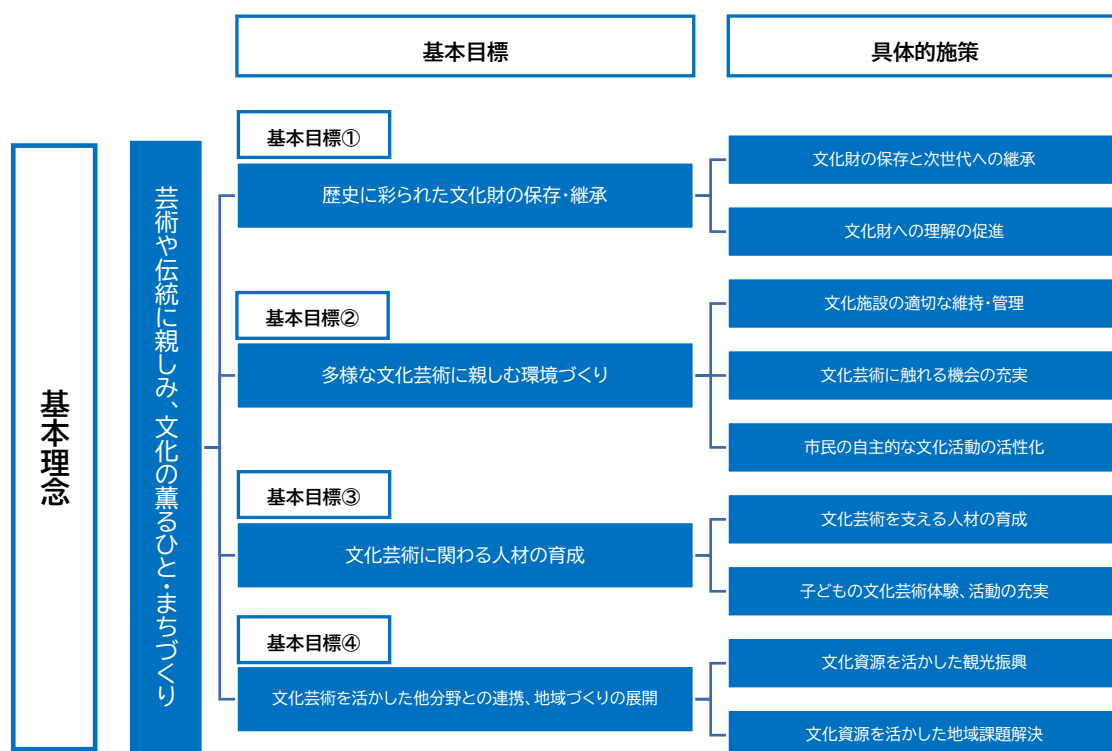 基本目標
具体的施策
基本理念
芸術や伝統に親しみ、文化の薫るひと・まちづくり
基本目標①
歴史に彩られた文化財の保存・継承
文化財の保存と次世代への継承
文化財への理解の促進
基本目標②
多様な文化芸術に親しむ環境づくり
文化施設の適切な維持・管理
文化芸術に触れる機会の充実
市民の自主的な文化活動の活性化
基本目標③
文化芸術に関わる人材の育成
文化芸術を支える人材の育成
子どもの文化芸術体験、活動の充実
基本目標④
文化芸術を活かした他分野との連携、地域づくりの展開
文化資源を活かした観光振興
文化資源を活かした地域課題解決